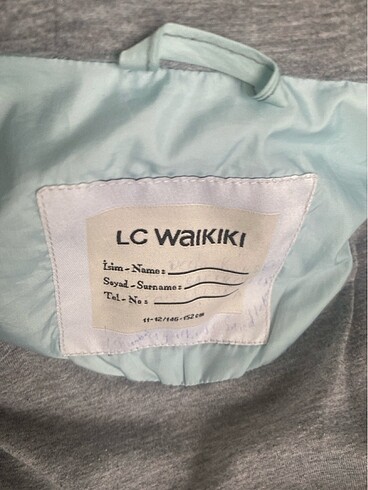 LC WAIKIKI
İsim - Name :
Soyad - Surname :
Tel - No :
11-12/146-152 cm